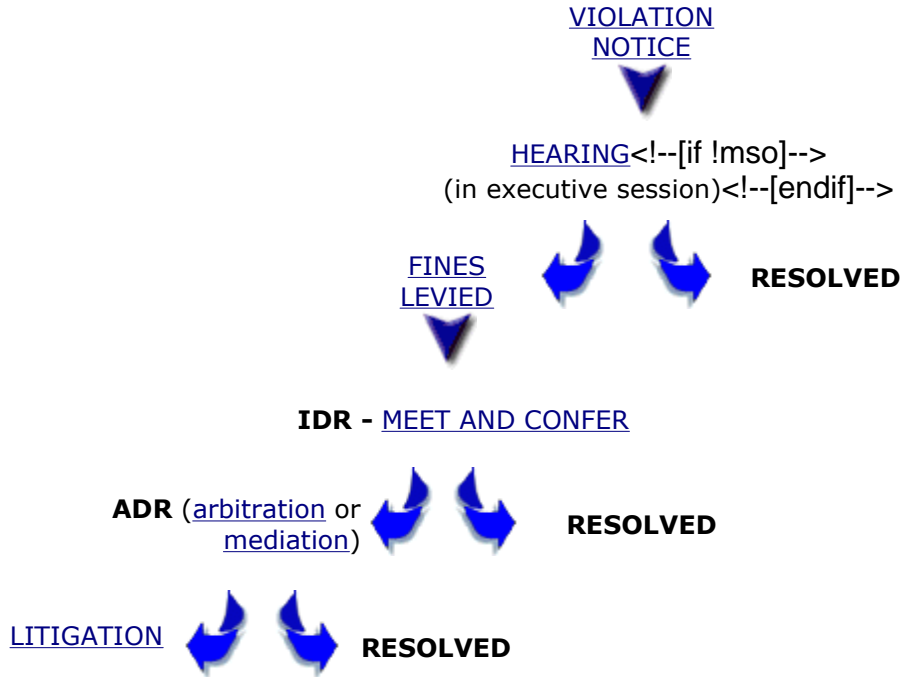 VIOLATION
NOTICE
HEARING<!--[if !mso]-->
(in executive session)<!--[endif]-->
FINES
LEVIED
RESOLVED
IDR - MEET AND CONFER
ADR (arbitration or
mediation)
RESOLVED
LITIGATION
RESOLVED